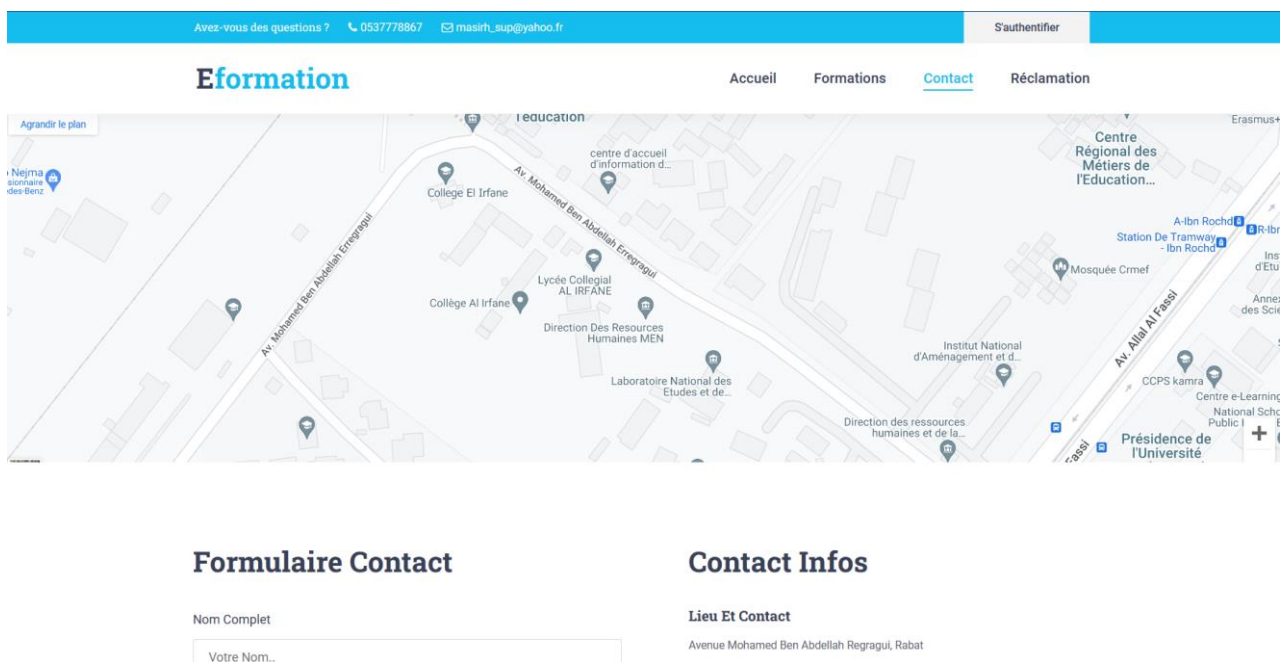 Avez-vous des questions ? 0537778867 masirh_sup@yahoo.fr S'authentifier
Eformation
Accueil Formations Contact Réclamation
Agrandir le plan
Nejma
l'éducation
centre d'accueil
d'information d...
College El Irfane
Av. Mohamed Ben Abdellah Erregragui
Av. Mohamed Ben Abdellah Erregragui
Lycée Collegial
AL IRFANE
Collège Al Irfane
Direction Des Resources
Humaines MEN
Laboratoire National des
Etudes et de...
Erasmus+
Centre
Régional des
Métiers de
l'Education...
A-Ibn Rochd
Station De Tramway
- Ibn Rochd
Mosquée Crmef
Av. Allal Al Fassi
Institut National
d'Aménagement et d...
CCPS kamra
Centre e-Learning
Direction des ressources
humaines et de la...
Présidence de
l'Université
Fassi
Formulaire Contact
Nom Complet
Votre Nom..
Contact Infos
Lieu Et Contact
Avenue Mohamed Ben Abdellah Regragui, Rabat